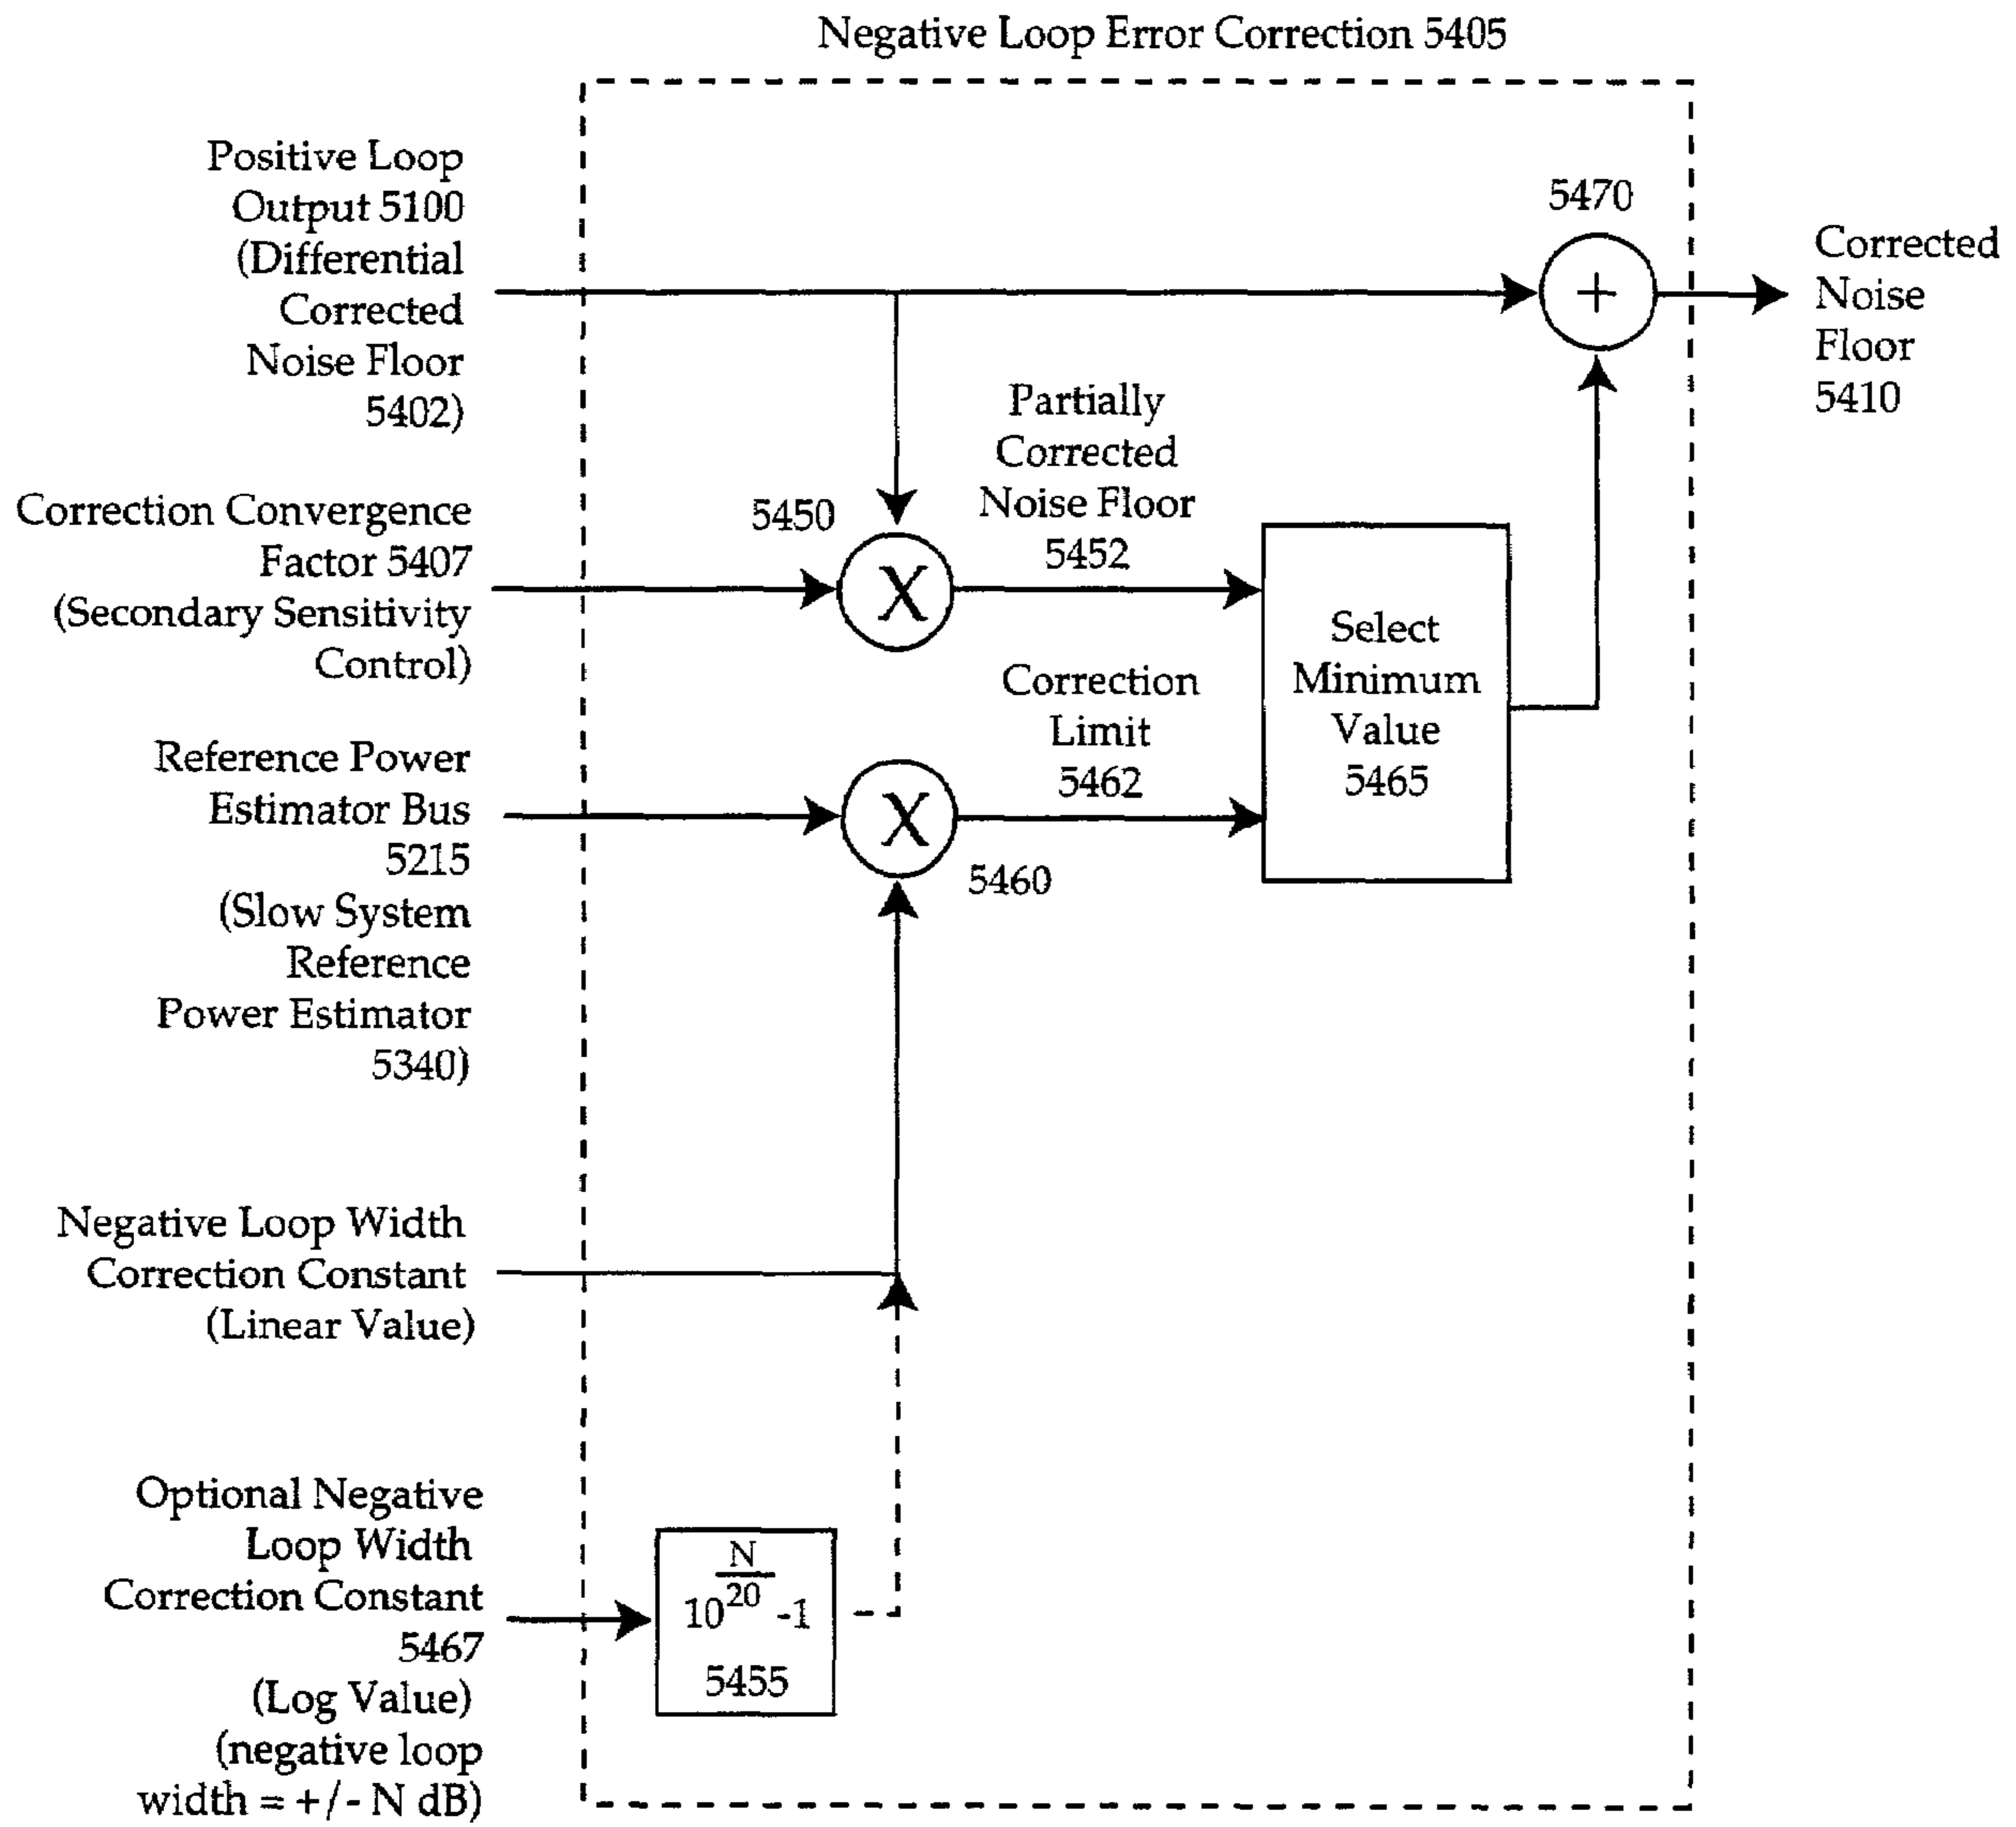 Negative Loop Error Correction 5405
Positive Loop
Output 5100
(Differential
Corrected
Noise Floor
5402)
5470
+
Corrected
Noise
Floor
5410
Partially
Corrected
Noise Floor
5452
5450
X
Correction Convergence
Factor 5407
(Secondary Sensitivity
Control)
Select
Minimum
Value
5465
Correction
Limit
5462
Reference Power
Estimator Bus
5215
(Slow System
Reference
Power Estimator
5340)
X
5460
Negative Loop Width
Correction Constant
(Linear Value)
Optional Negative
Loop Width
Correction Constant
5467
(Log Value)
(negative loop
width = +/- N dB)
N
20
10 -1
5455